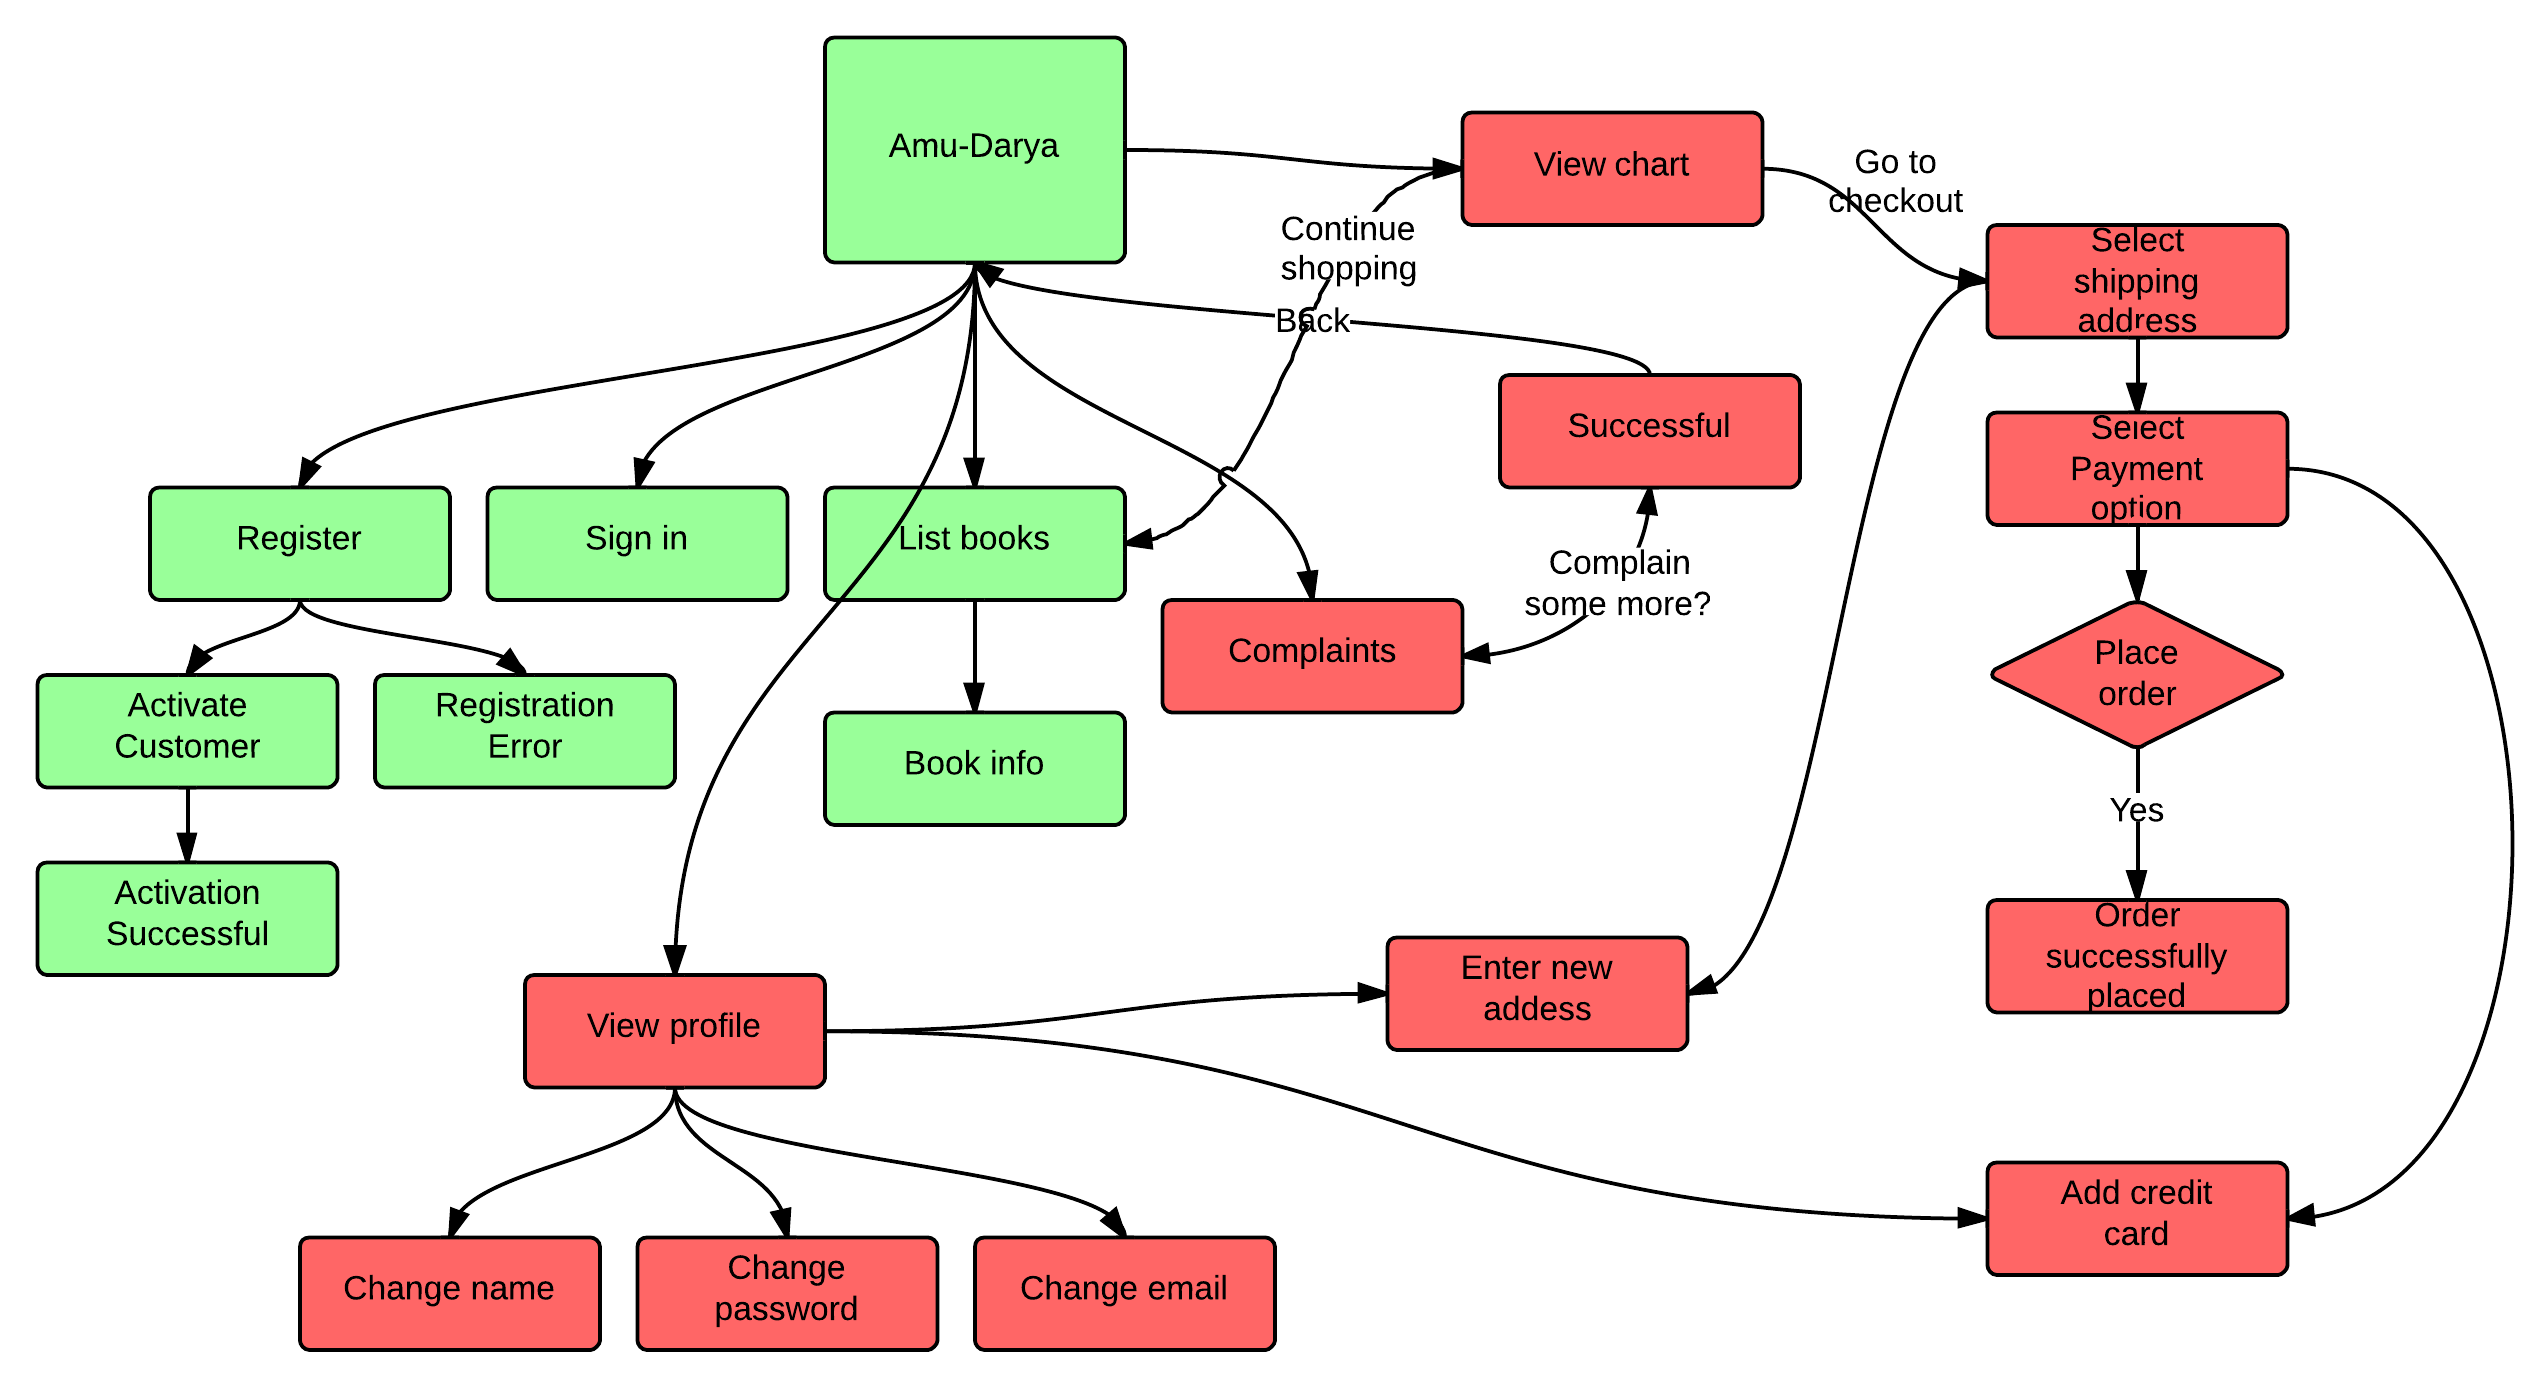 Amu-Darya
View chart
Go to
checkout
Continue
shopping
Back
Select
shipping
address
Successful
Select
Payment
option
Register
Sign in
List books
Complain
some more?
Complaints
Place
order
Activate
Customer
Registration
Error
Book info
Yes
Activation
Successful
Order
successfully
placed
Enter new
addess
View profile
Add credit
card
Change name
Change
password
Change email